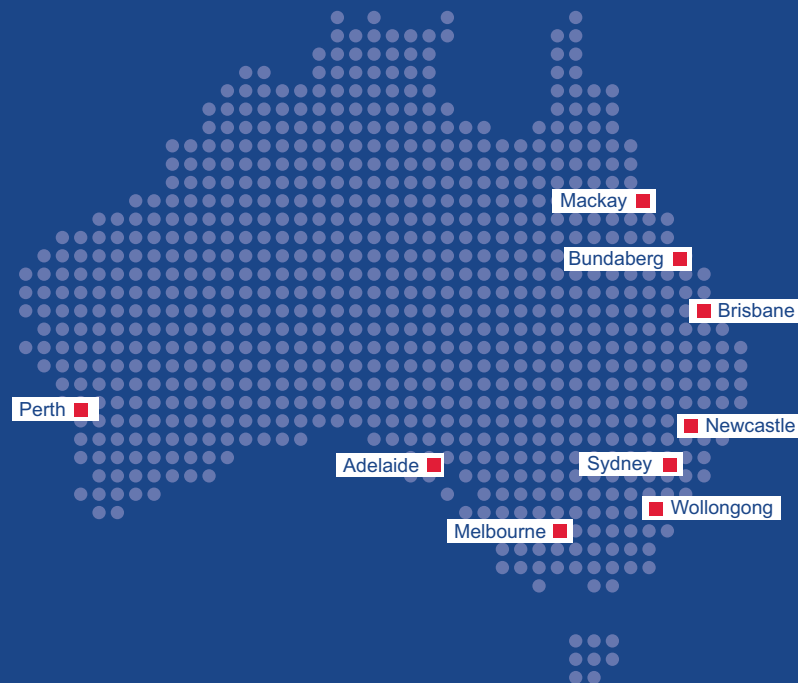 Mackay
Bundaberg
Brisbane
Perth
Newcastle
Adelaide
Sydney
Wollongong
Melbourne